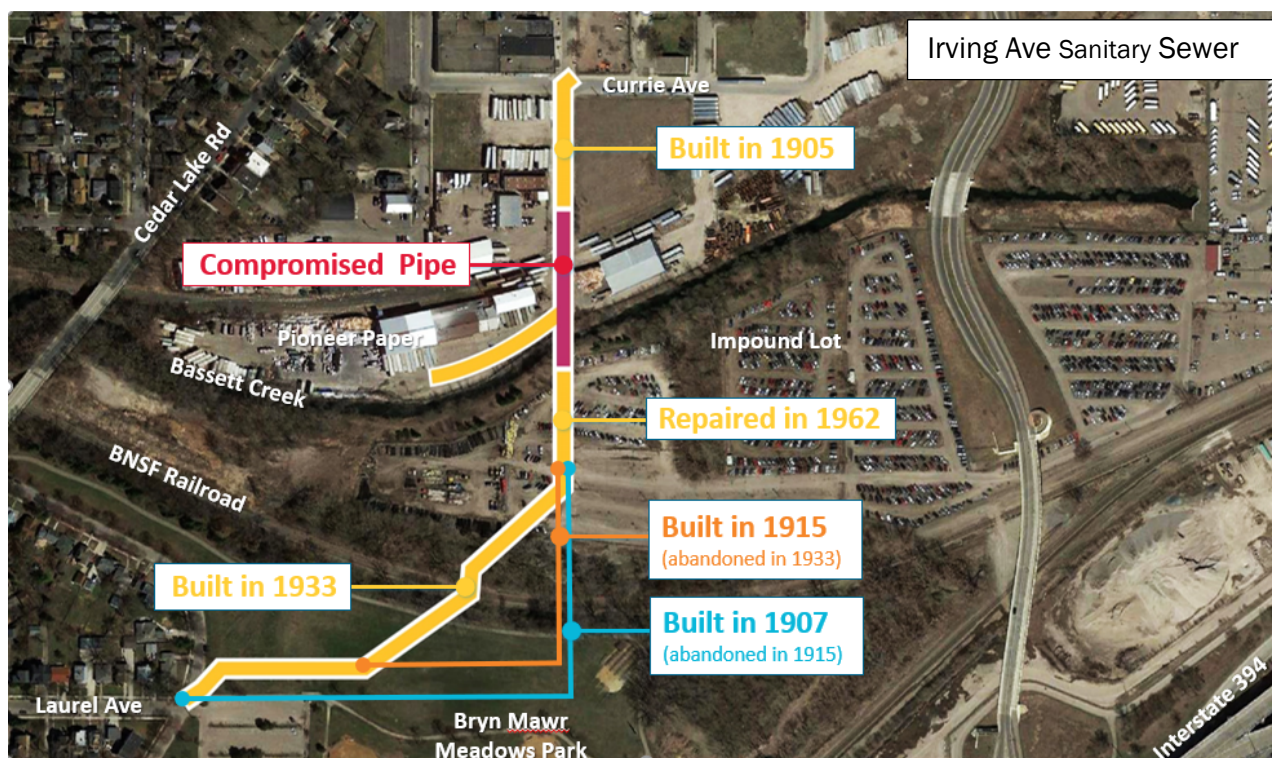 Irving Ave Sanitary Sewer
Currie Ave
Built in 1905
Cedar Lake Rd
Compromised Pipe
Pioneer Paper
Impound Lot
Bassett Creek
Repaired in 1962
BNSF Railroad
Built in 1915
(abandoned in 1933)
Built in 1933
Built in 1907
(abandoned in 1915)
Laurel Ave
Bryn Mawr
Meadows Park
Interstate 394